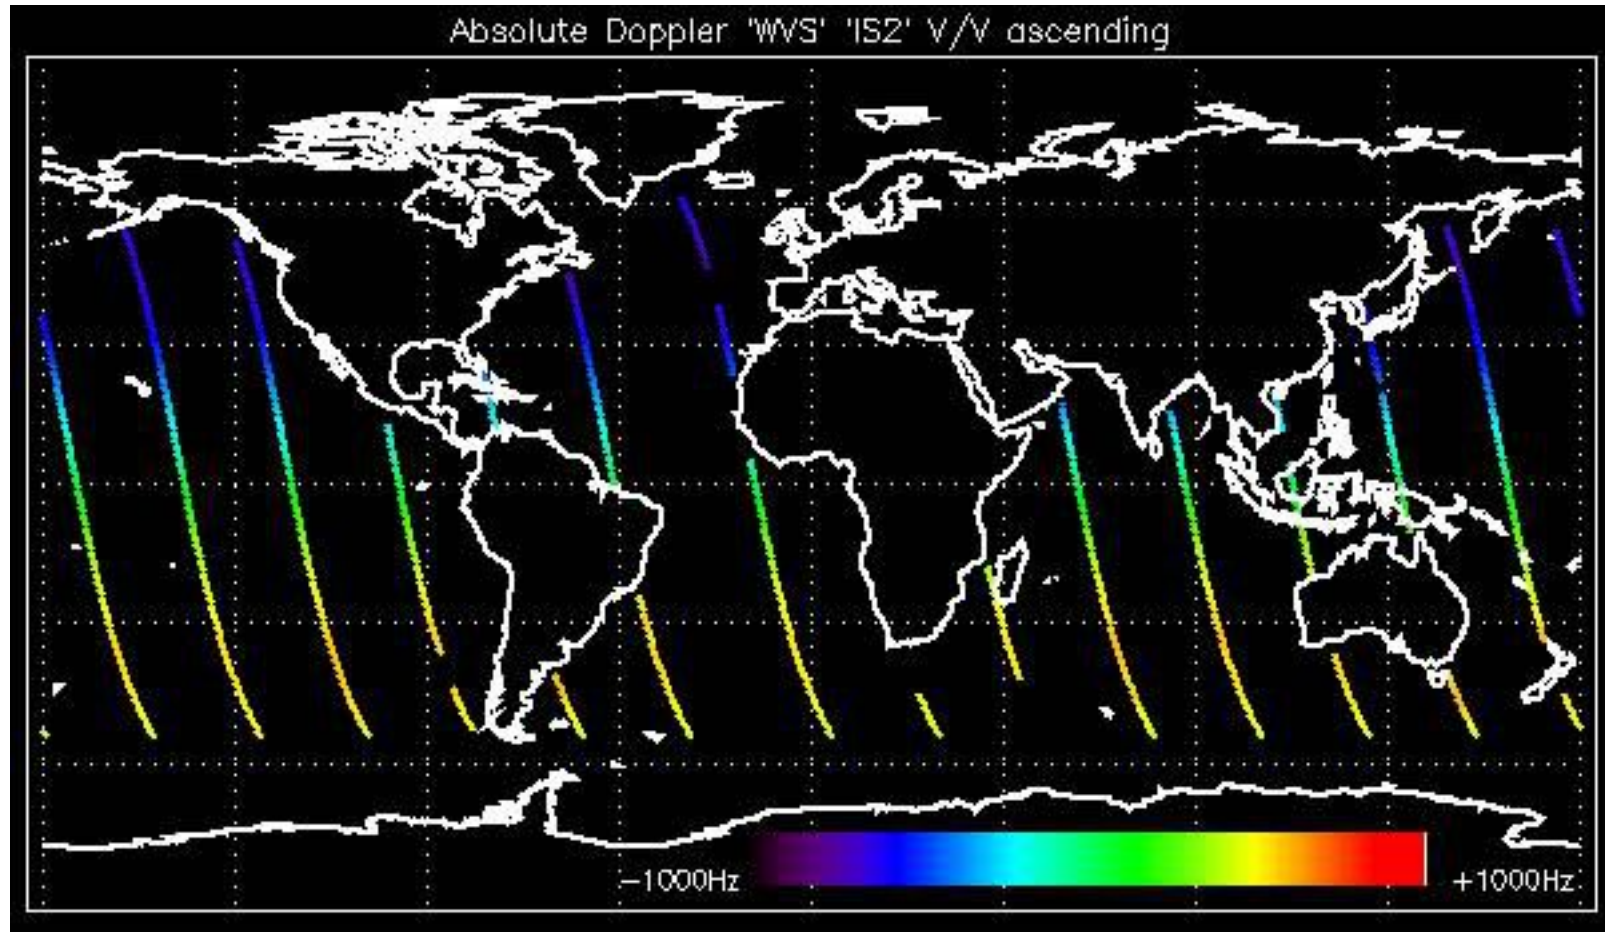 Absolute Doppler 'WVS' 'IS2' V/V ascending
−1000Hz
+1000Hz